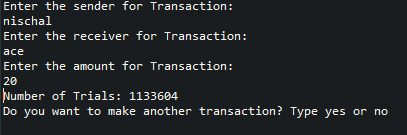 Enter the sender for Transaction:
nischal
Enter the receiver for Transaction:
ace
Enter the amount for Transaction:
20
Number of Trials: 1133604
Do you want to make another transaction? Type yes or no